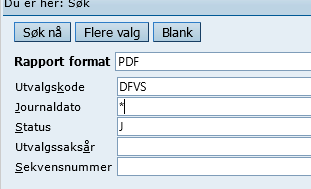 Du er her: Søk
Søk nå Flere valg Blank
Rapport format PDF
Utvalgskode DFVS
Journaldato *
Status J
Utvalgssaksår
Sekvensnummer